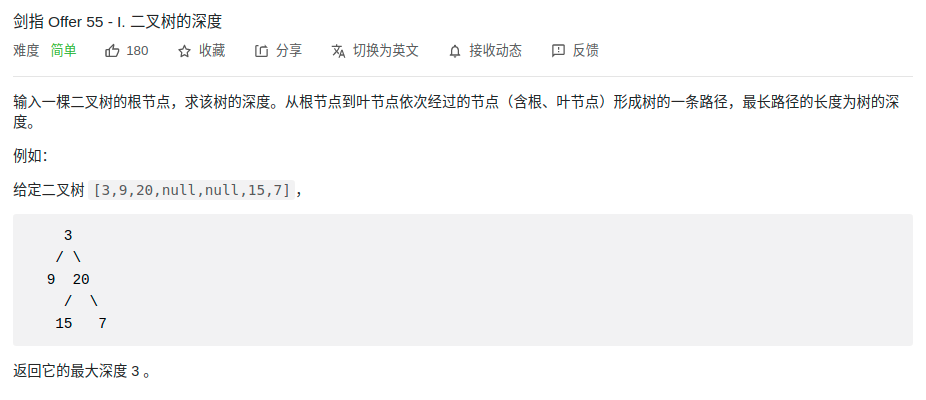 剑指 Offer 55 - I. 二叉树的深度
难度 简单 180 收藏 分享 切换为英文 接收动态 反馈
输入一棵二叉树的根节点，求该树的深度。从根节点到叶节点依次经过的节点（含根、叶节点）形成树的一条路径，最长路径的长度为树的深
度。
例如：
给定二叉树 [3,9,20,null,null,15,7]，
3
/ \
9 20
/ \
15 7
返回它的最大深度 3 。